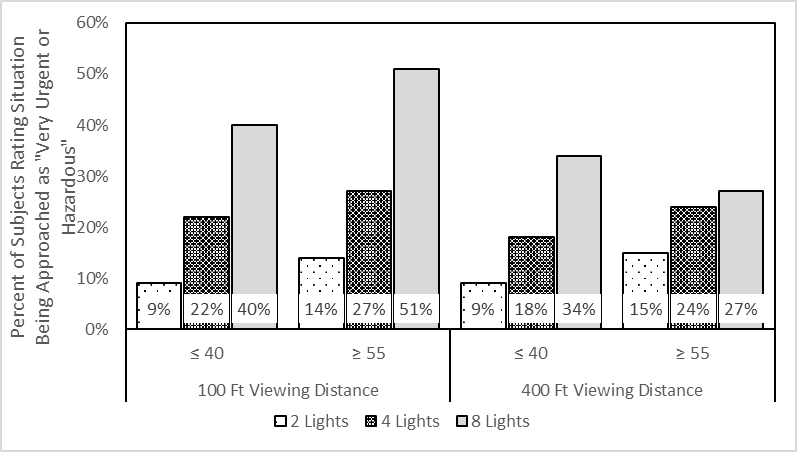 Percent of Subjects Rating Situation
Being Approached as "Very Urgent or
Hazardous"
60%
50%
40%
30%
20%
10%
0%
9% 22% 40% 14% 27% 51% 9% 18% 34% 15% 24% 27%
≤ 40 ≥ 55 ≤ 40 ≥ 55
100 Ft Viewing Distance 400 Ft Viewing Distance
2 Lights 4 Lights 8 Lights